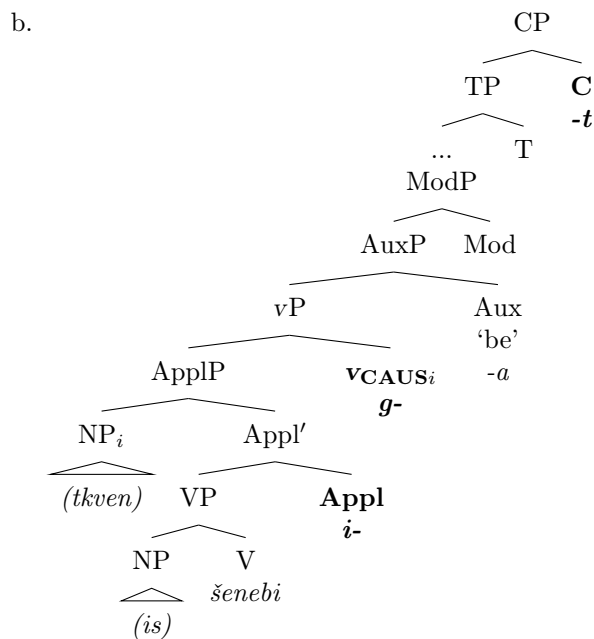 b.
CP
TP C
-t
... T
ModP
AuxP Mod
vP Aux
‘be’
ApplP vCAUSi -a
g-
NPi Appl′
(tkven) VP Appl
i-
NP V
šenebi
(is)